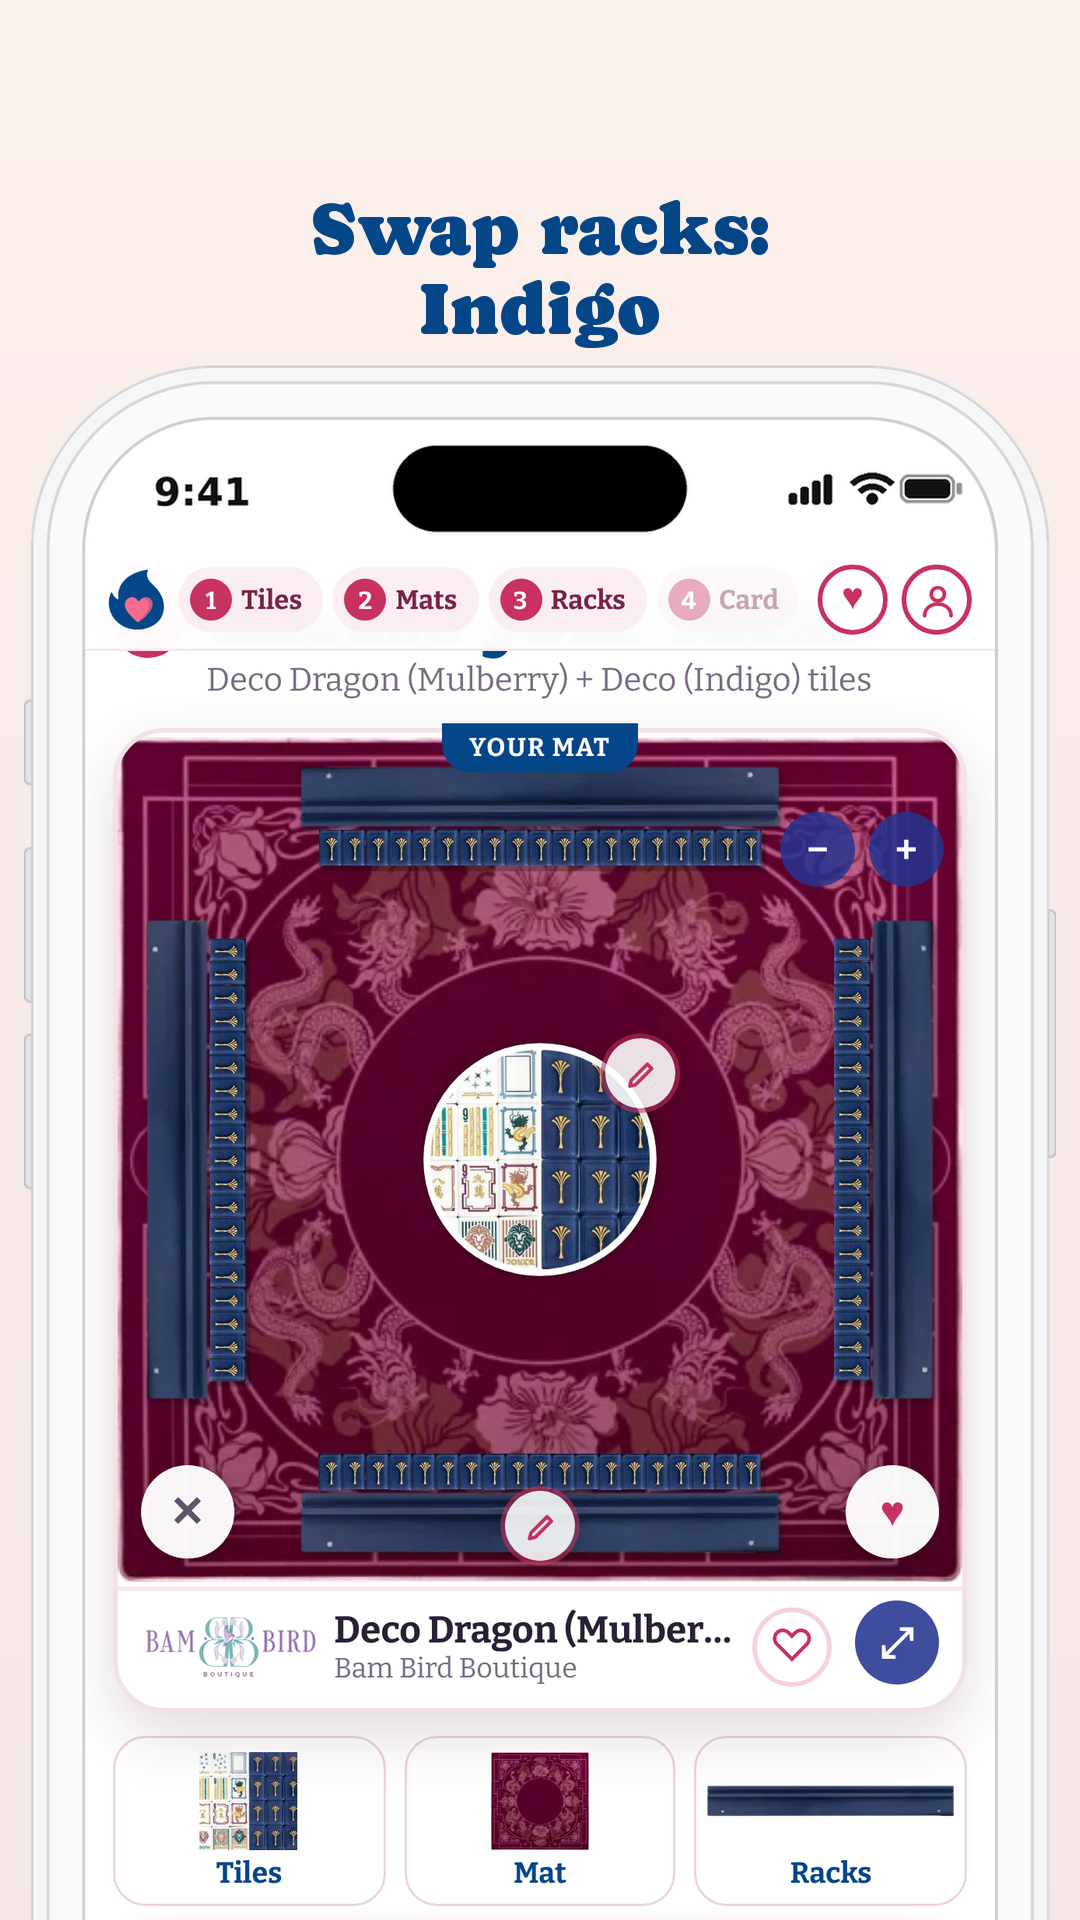 Swap racks:
Indigo
9:41
1 Tiles
2 Mats
3 Racks
4 Card
Deco Dragon (Mulberry) + Deco (Indigo) tiles
YOUR MAT
JOKER
BAM BIRD
BOUTIQUE
Deco Dragon (Mulber...
Bam Bird Boutique
Tiles
Mat
Racks